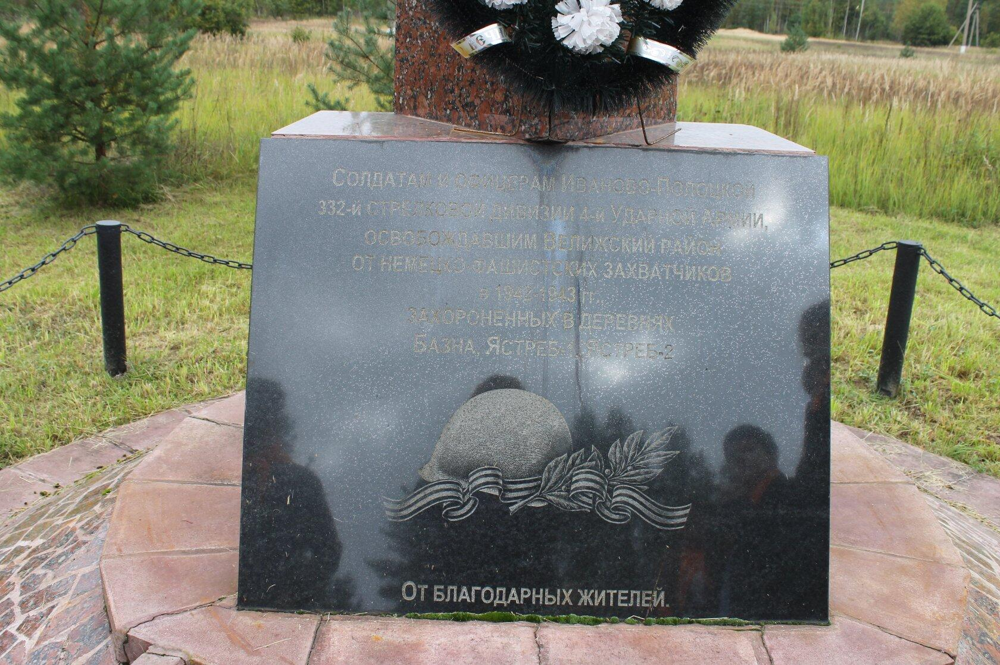 Солдатам и офицерам Иваново-Полоцкой
332-й стрелковой дивизии 4-й Ударной Армии,
освобождавшим Велижский район
от немецко-фашистских захватчиков
в 1942-1943 гг.,
захороненных в деревнях
Базна, Ястреб-1, Ястреб-2
От благодарных жителей.